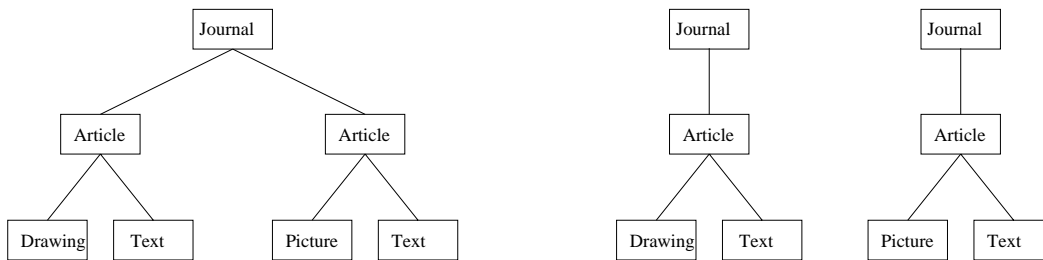 Journal Journal Journal
Article Article Article Article
Drawing Text Picture Text Drawing Text Picture Text